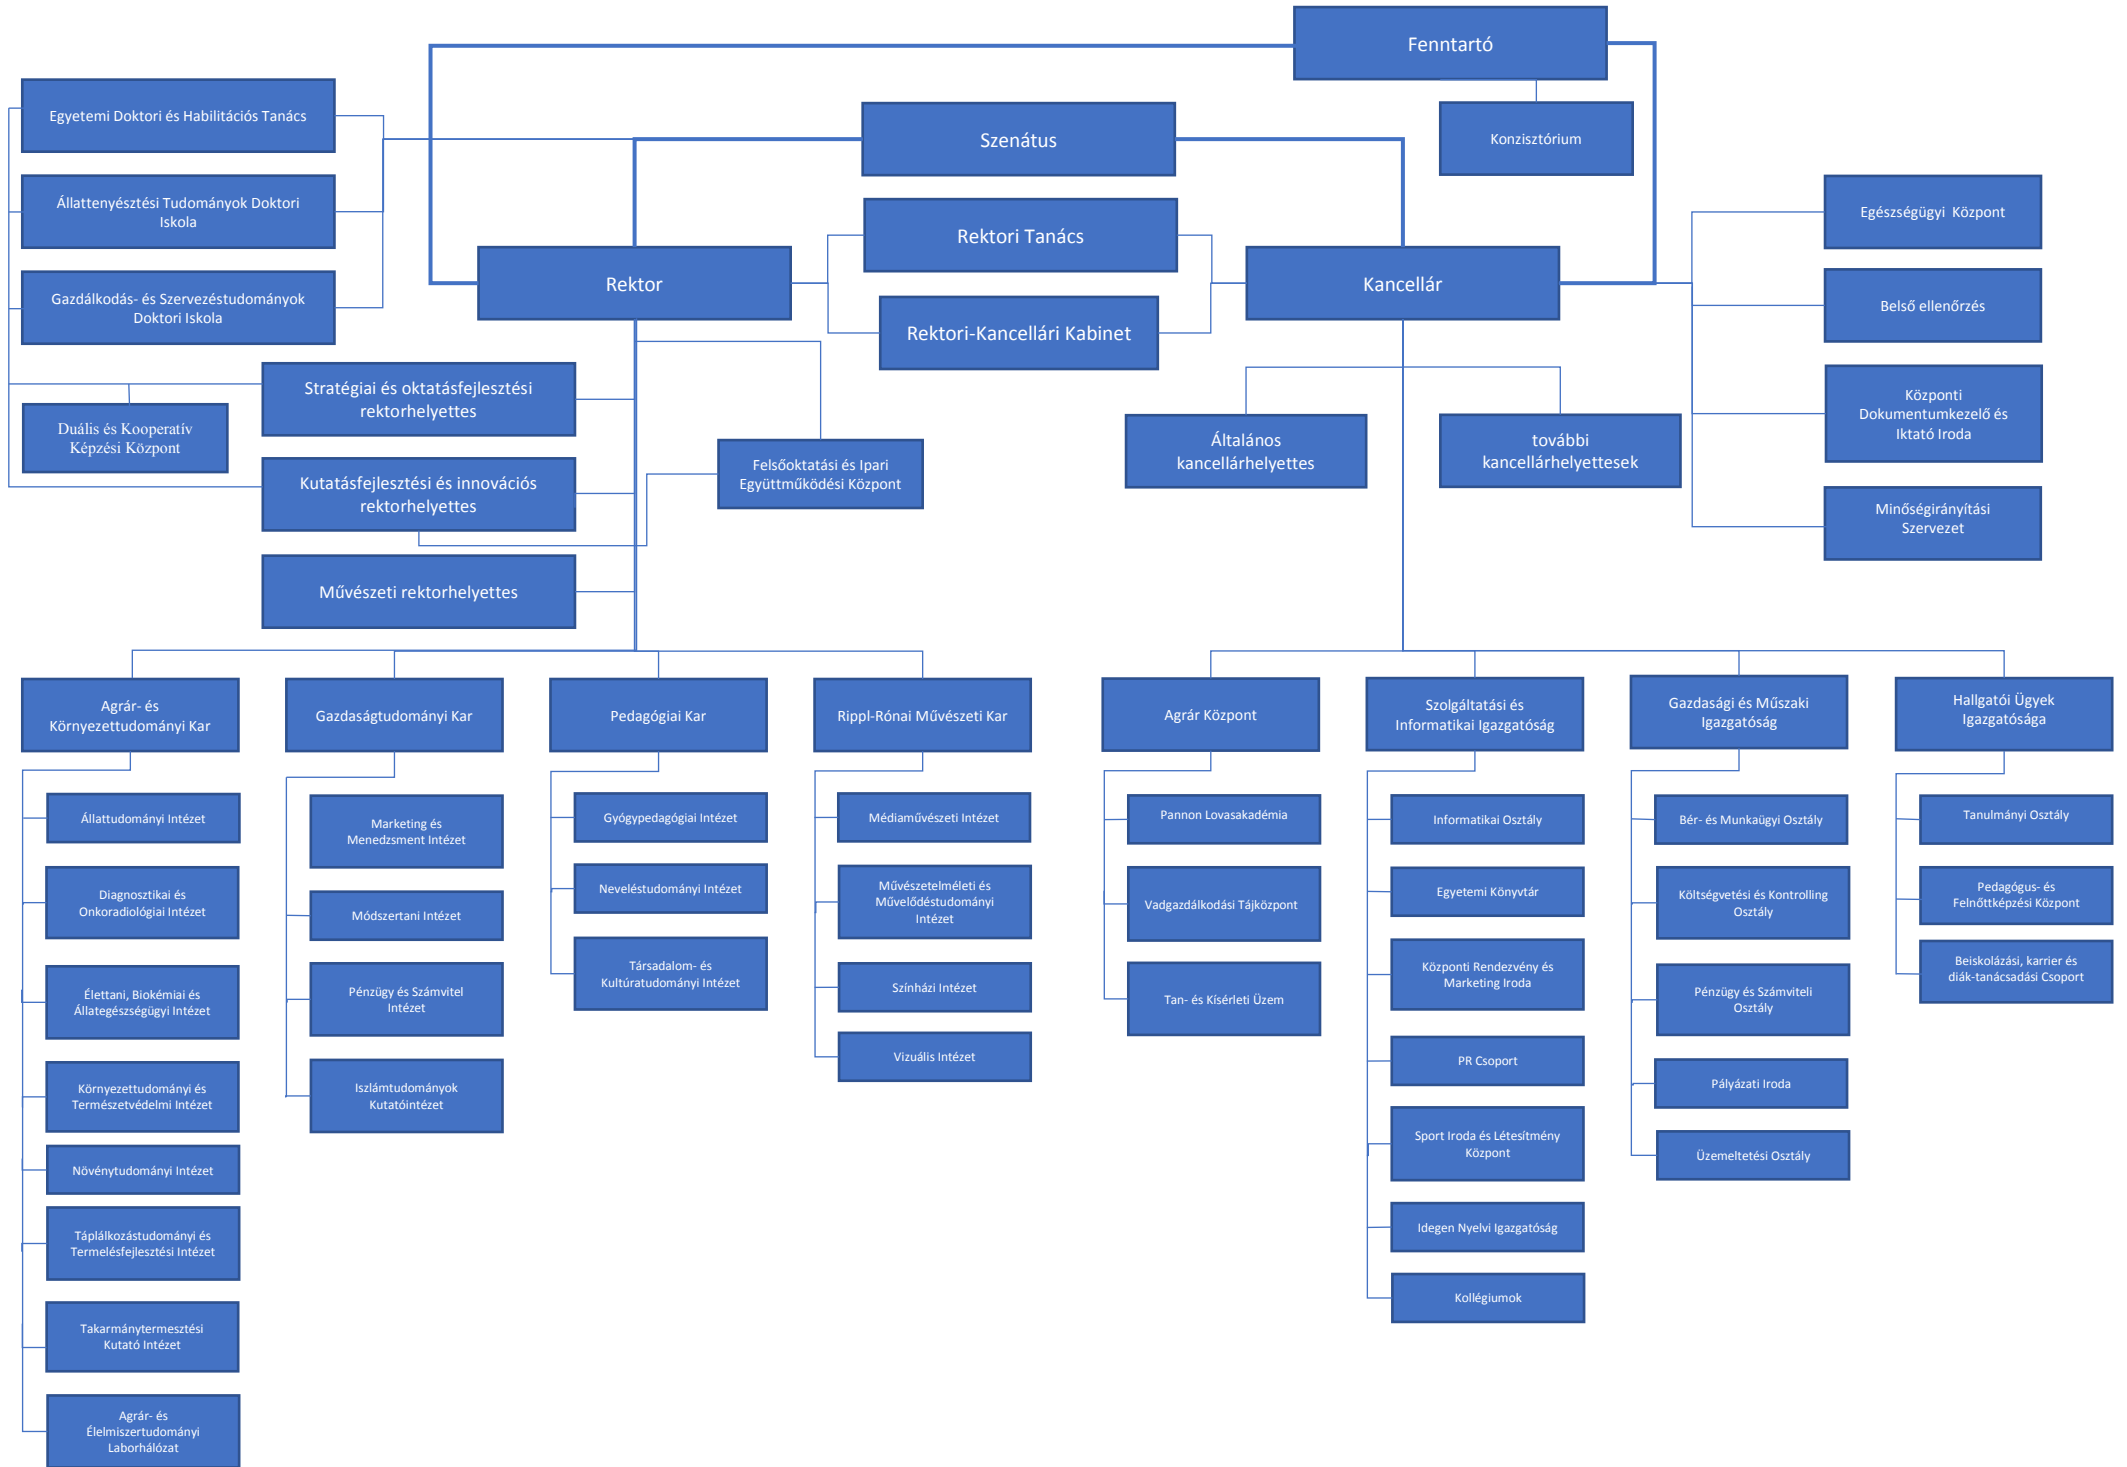 Fenntartó
Egyetemi Doktori és Habilitációs Tanács
Szenátus
Konzisztórium
Állattenyésztési Tudományok Doktori
Iskola
Egészségügyi Központ
Rektori Tanács
Rektor
Kancellár
Gazdálkodás- és Szervezéstudományok
Doktori Iskola
Belső ellenőrzés
Rektori-Kancellári Kabinet
Stratégiai és oktatásfejlesztési
rektorhelyettes
Duális és Kooperatív
Képzési Központ
Központi
Dokumentumkezelő és
Iktató Iroda
Általános
kancellárhelyettes
további
kancellárhelyettesek
Felsőoktatási és Ipari
Együttműködési Központ
Kutatásfejlesztési és innovációs
rektorhelyettes
Minőségirányítási
Szervezet
Művészeti rektorhelyettes
Agrár- és
Környezettudományi Kar
Gazdaságtudományi Kar
Pedagógiai Kar
Rippl-Rónai Művészeti Kar
Agrár Központ
Szolgáltatási és
Informatikai Igazgatóság
Gazdasági és Műszaki
Igazgatóság
Hallgatói Ügyek
Igazgatósága
Állattudományi Intézet
Diagnosztikai és
Onkoradiológiai Intézet
Élettani, Biokémiai és
Állategészségügyi Intézet
Környezettudományi és
Természetvédelmi Intézet
Növénytudományi Intézet
Táplálkozástudományi és
Termelésfejlesztési Intézet
Takarmánytermesztési
Kutató Intézet
Agrár- és
Élelmiszertudományi
Laborhálózat
Marketing és
Menedzsment Intézet
Módszertani Intézet
Pénzügy és Számvitel
Intézet
Iszlámtudományok
Kutatóintézet
Gyógypedagógiai Intézet
Neveléstudományi Intézet
Társadalom- és
Kultúratudományi Intézet
Médiaművészeti Intézet
Művészetelméleti és
Művelődéstudományi
Intézet
Színházi Intézet
Vizuális Intézet
Pannon Lovasakadémia
Vadgazdálkodási Tájközpont
Tan- és Kísérleti Üzem
Informatikai Osztály
Egyetemi Könyvtár
Központi Rendezvény és
Marketing Iroda
PR Csoport
Sport Iroda és Létesítmény
Központ
Idegen Nyelvi Igazgatóság
Kollégiumok
Bér- és Munkaügyi Osztály
Költségvetési és Kontrolling
Osztály
Pénzügy és Számviteli
Osztály
Pályázati Iroda
Üzemeltetési Osztály
Tanulmányi Osztály
Pedagógus- és
Felnőttképzési Központ
Beiskolázási, karrier és
diák-tanácsadási Csoport